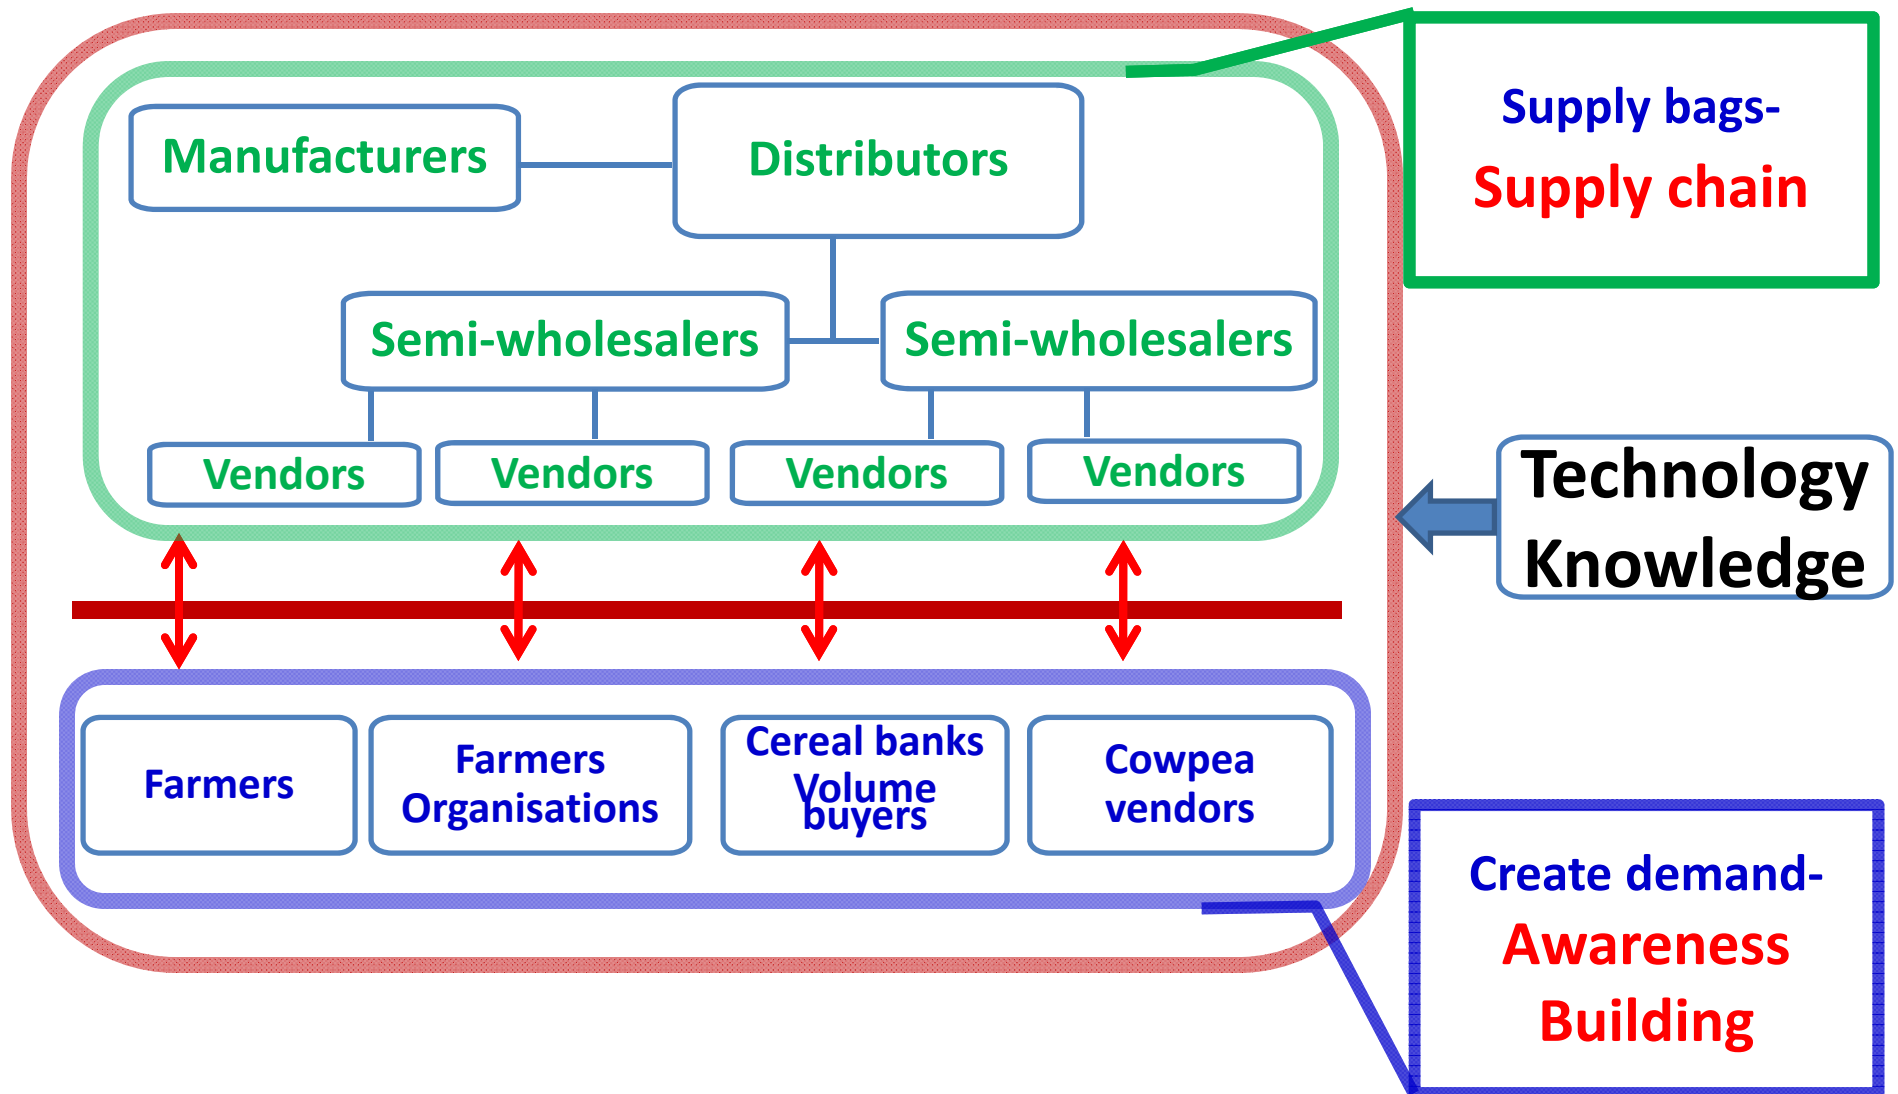 Manufacturers
Distributors
Supply bags-
Supply chain
Semi-wholesalers
Semi-wholesalers
Vendors
Vendors
Vendors
Vendors
Technology
Knowledge
Farmers
Farmers
Organisations
Cereal banks
Volume
buyers
Cowpea
vendors
Create demand-
Awareness
Building